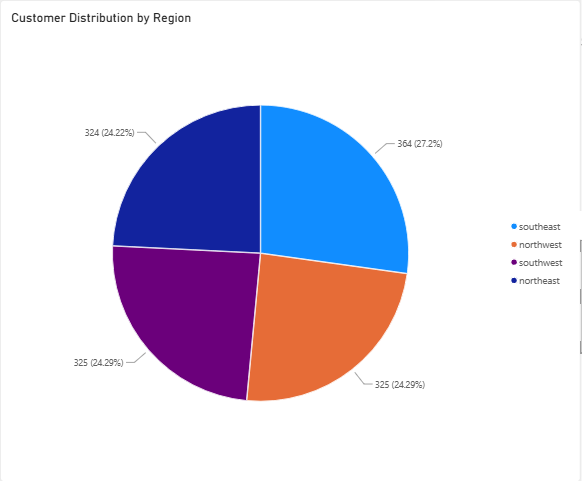 Customer Distribution by Region
324 (24.22%)
364 (27.2%)
southeast
northwest
southwest
northeast
325 (24.29%)
325 (24.29%)